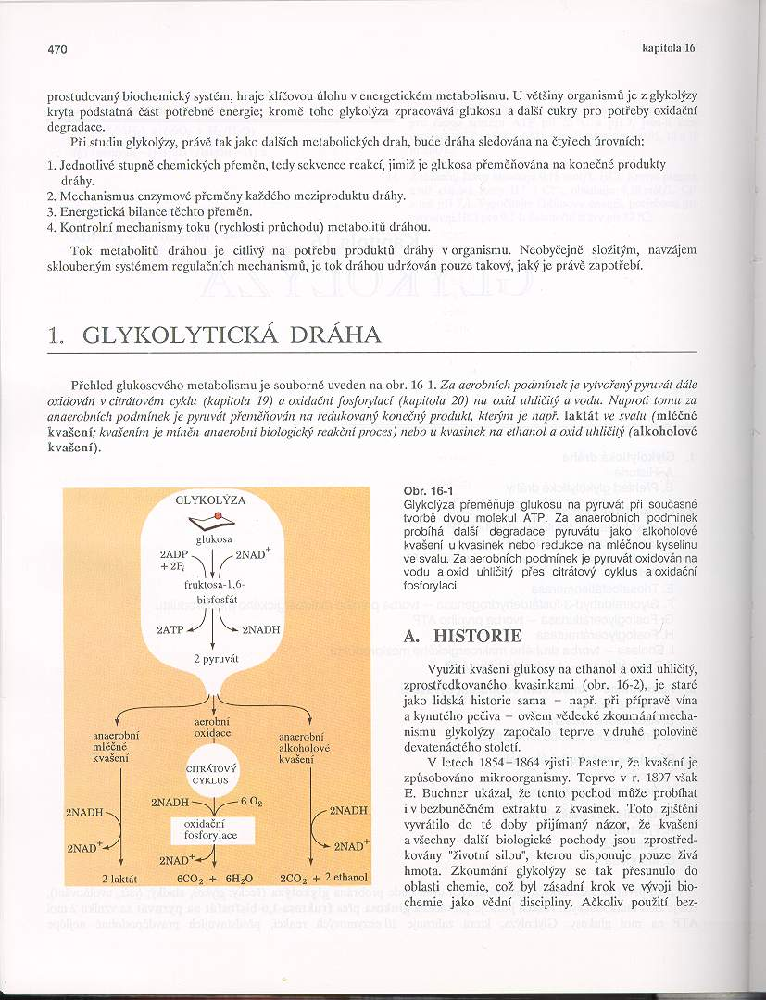 470
kapitola 16
prostudovaný biochemický systém, hraje klíčovou úlohu v energetickém metabolismu. U většiny organismů je z glykolýzy
kryta podstatná část potřebné energie; kromě toho glykolýza zpracovává glukosu a další cukry pro potřeby oxidační
degradace.
Při studiu glykolýzy, právě tak jako dalších metabolických drah, bude dráha sledována na čtyřech úrovních:
1. Jednotlivé stupně chemických přeměn, tedy sekvence reakcí, jimiž je glukosa přeměňována na konečné produkty
dráhy.
2. Mechanismus enzymové přeměny každého meziproduktu dráhy.
3. Energetická bilance těchto přeměn.
4. Kontrolní mechanismy toku (rychlosti průchodu) metabolitů dráhou.
Tok metabolitů dráhou je citlivý na potřebu produktů dráhy v organismu. Neobyčejně složitým, navzájem
skloubeným systémem regulačních mechanismů, je tok dráhou udržován pouze takový, jaký je právě zapotřebí.
1. GLYKOLYTICKÁ DRÁHA
Přehled glukosového metabolismu je souborně uveden na obr. 16-1. Za aerobních podmínek je vytvořený pyruvát dále
oxidován v citrátovém cyklu (kapitola 19) a oxidační fosforylací (kapitola 20) na oxid uhličitý a vodu. Naproti tomu za
anaerobních podmínek je pyruvát přeměňován na redukovaný konečný produkt, kterým je např. laktát ve svalu (mléčné
kvašení; kvašením je míněn anaerobní biologický reakční proces) nebo u kvasinek na ethanol a oxid uhličitý (alkoholové
kvašení).
GLYKOLÝZA
glukosa
2ADP
+ 2Pi
2NAD+
fruktosa-1,6-
bisfosfát
2ATP
2NADH
2 pyruvát
anaerobní
mléčné
kvašení
aerobní
oxidace
anaerobní
alkoholové
kvašení
CITRÁTOVÝ
CYKLUS
2NADH
2NADH
6 O2
2NADH
oxidační
fosforylace
2NAD+
2NAD+
2NAD+
2 laktát
6CO2 + 6H2O
2CO2 + 2 ethanol
Obr. 16-1
Glykolýza přeměňuje glukosu na pyruvát při současné
tvorbě dvou molekul ATP. Za anaerobních podmínek
probíhá další degradace pyruvátu jako alkoholové
kvašení u kvasinek nebo redukce na mléčnou kyselinu
ve svalu. Za aerobních podmínek je pyruvát oxidován na
vodu a oxid uhličitý přes citrátový cyklus a oxidační
fosforylaci.
A. HISTORIE
Využití kvašení glukosy na ethanol a oxid uhličitý,
zprostředkovaného kvasinkami (obr. 16-2), je staré
jako lidská historie sama – např. při přípravě vína
a kynutého pečiva – ovšem vědecké zkoumání mecha-
nismu glykolýzy započalo teprve v druhé polovině
devatenáctého století.
V letech 1854–1864 zjistil Pasteur, že kvašení je
způsobováno mikroorganismy. Teprve v r. 1897 však
E. Buchner ukázal, že tento pochod může probíhat
i v bezbuněčném extraktu z kvasinek. Toto zjištění
vyvrátilo do té doby přijímaný názor, že kvašení
a všechny další biologické pochody jsou zprostřed-
kovány "životní silou", kterou disponuje pouze živá
hmota. Zkoumání glykolýzy se tak přesunulo do
oblasti chemie, což byl zásadní krok ve vývoji bio-
chemie jako vědní discipliny. Ačkoliv použití bez-